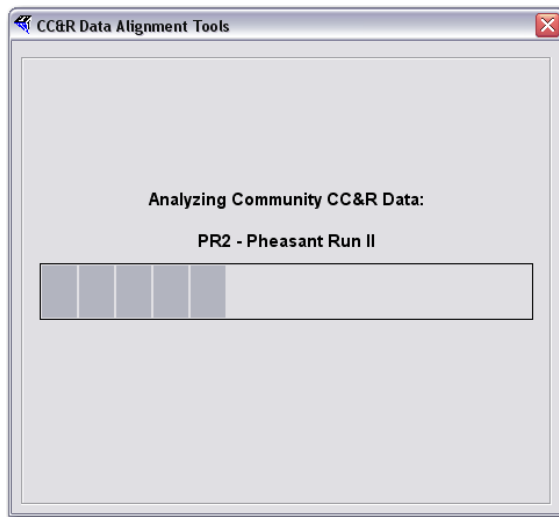 CC&R Data Alignment Tools
Analyzing Community CC&R Data:
PR2 - Pheasant Run II